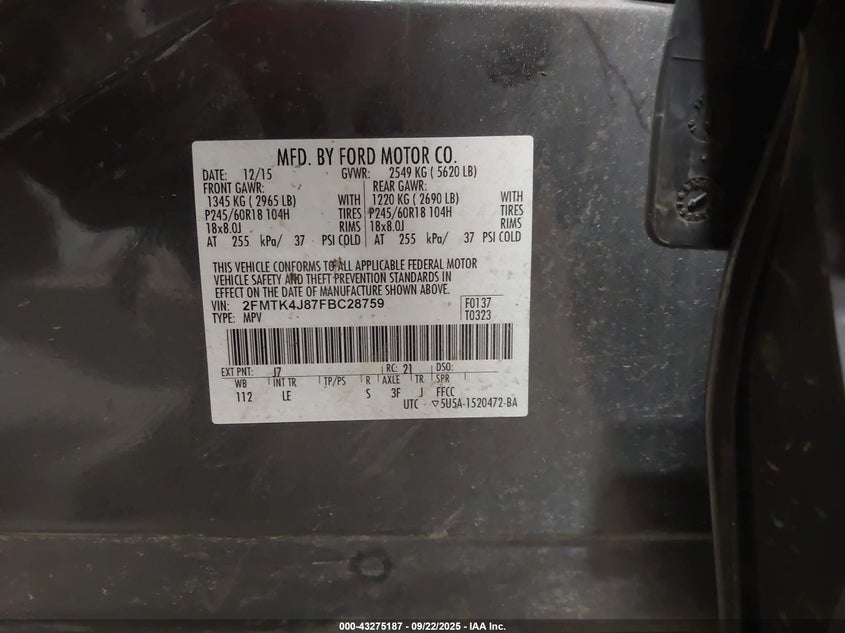 MFD. BY FORD MOTOR CO.
DATE: 12/15 GVWR: 2549 KG ( 5620 LB)
FRONT GAWR: REAR GAWR:
1345 KG ( 2965 LB) WITH 1220 KG ( 2690 LB) WITH
P245/60R18 104H TIRES P245/60R18 104H TIRES
18x8.0J RIMS 18x8.0J RIMS
AT 255 kPa/ 37 PSI COLD AT 255 kPa/ 37 PSI COLD
THIS VEHICLE CONFORMS TO ALL APPLICABLE FEDERAL MOTOR
VEHICLE SAFETY AND THEFT PREVENTION STANDARDS IN
EFFECT ON THE DATE OF MANUFACTURE SHOWN ABOVE.
VIN: 2FMTK4J87FBC28759 F0137
TYPE: MPV T0323
EXT PNT: J7 RC: 21 DSO:
WB INT TR TP/PS R AXLE TR SPR
112 LE S 3F J FFCC
UTC ▽5U5A-1520472-BA
000-43275187 - 09/22/2025 - IAA Inc.